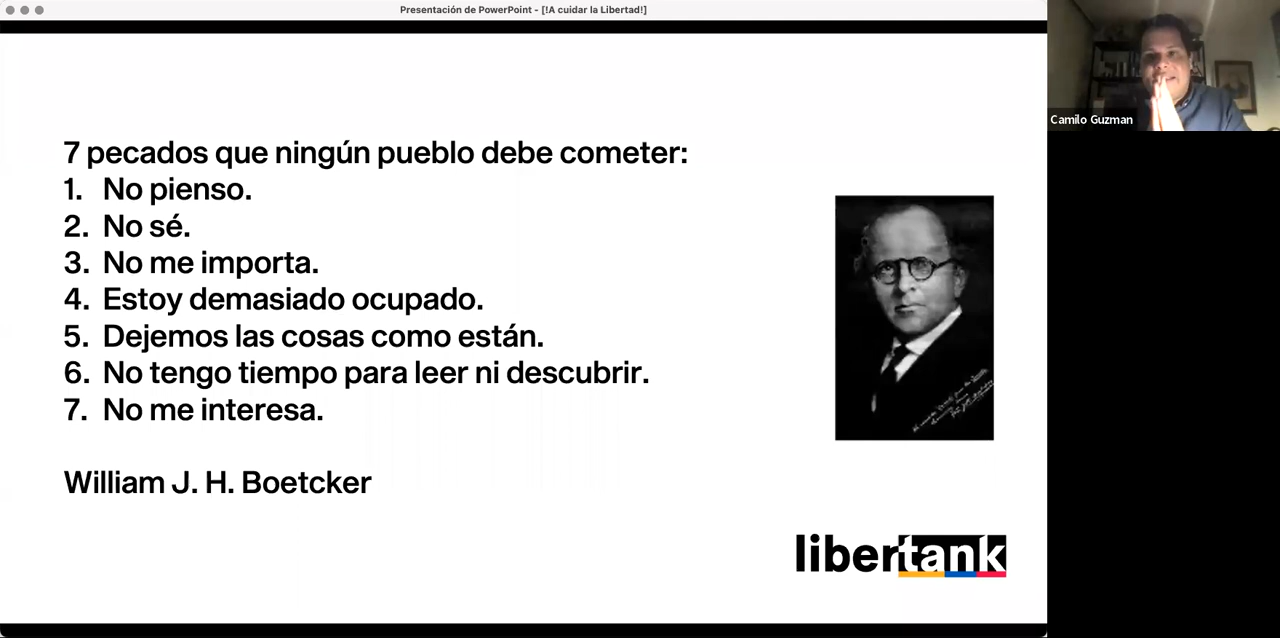 Presentación de PowerPoint - [!A cuidar la Libertad!]
Camilo Guzman
7 pecados que ningún pueblo debe cometer:
1. No pienso.
2. No sé.
3. No me importa.
4. Estoy demasiado ocupado.
5. Dejemos las cosas como están.
6. No tengo tiempo para leer ni descubrir.
7. No me interesa.
William J. H. Boetcker
libertank